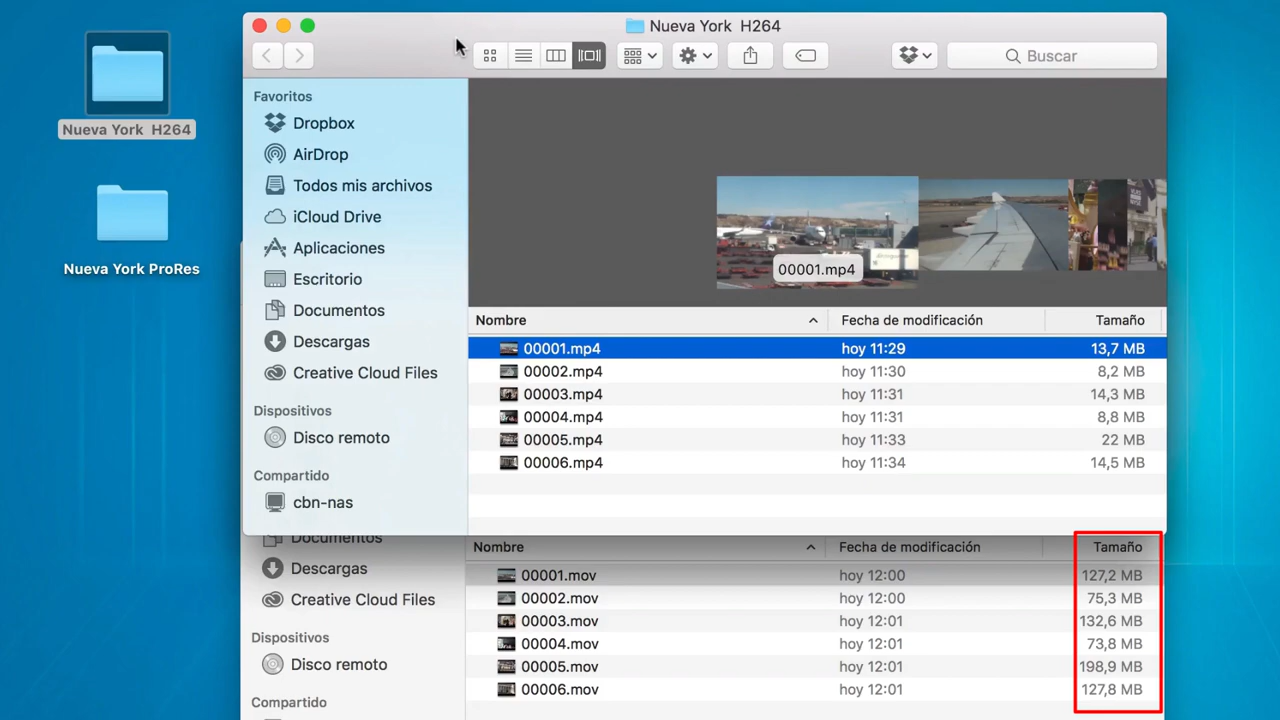 Nueva York  H264
Nueva York ProRes
Nueva York  H264
Buscar
Favoritos
Dropbox
AirDrop
Todos mis archivos
iCloud Drive
Aplicaciones
Escritorio
Documentos
Descargas
Creative Cloud Files
Dispositivos
Disco remoto
Compartido
cbn-nas
00001.mp4
Nombre Fecha de modificación Tamaño
00001.mp4 hoy 11:29 13,7 MB
00002.mp4 hoy 11:30 8,2 MB
00003.mp4 hoy 11:31 14,3 MB
00004.mp4 hoy 11:31 8,8 MB
00005.mp4 hoy 11:33 22 MB
00006.mp4 hoy 11:34 14,5 MB
Documentos
Descargas
Creative Cloud Files
Dispositivos
Disco remoto
Compartido
Nombre Fecha de modificación Tamaño
00001.mov hoy 12:00 127,2 MB
00002.mov hoy 12:00 75,3 MB
00003.mov hoy 12:01 132,6 MB
00004.mov hoy 12:01 73,8 MB
00005.mov hoy 12:01 198,9 MB
00006.mov hoy 12:01 127,8 MB